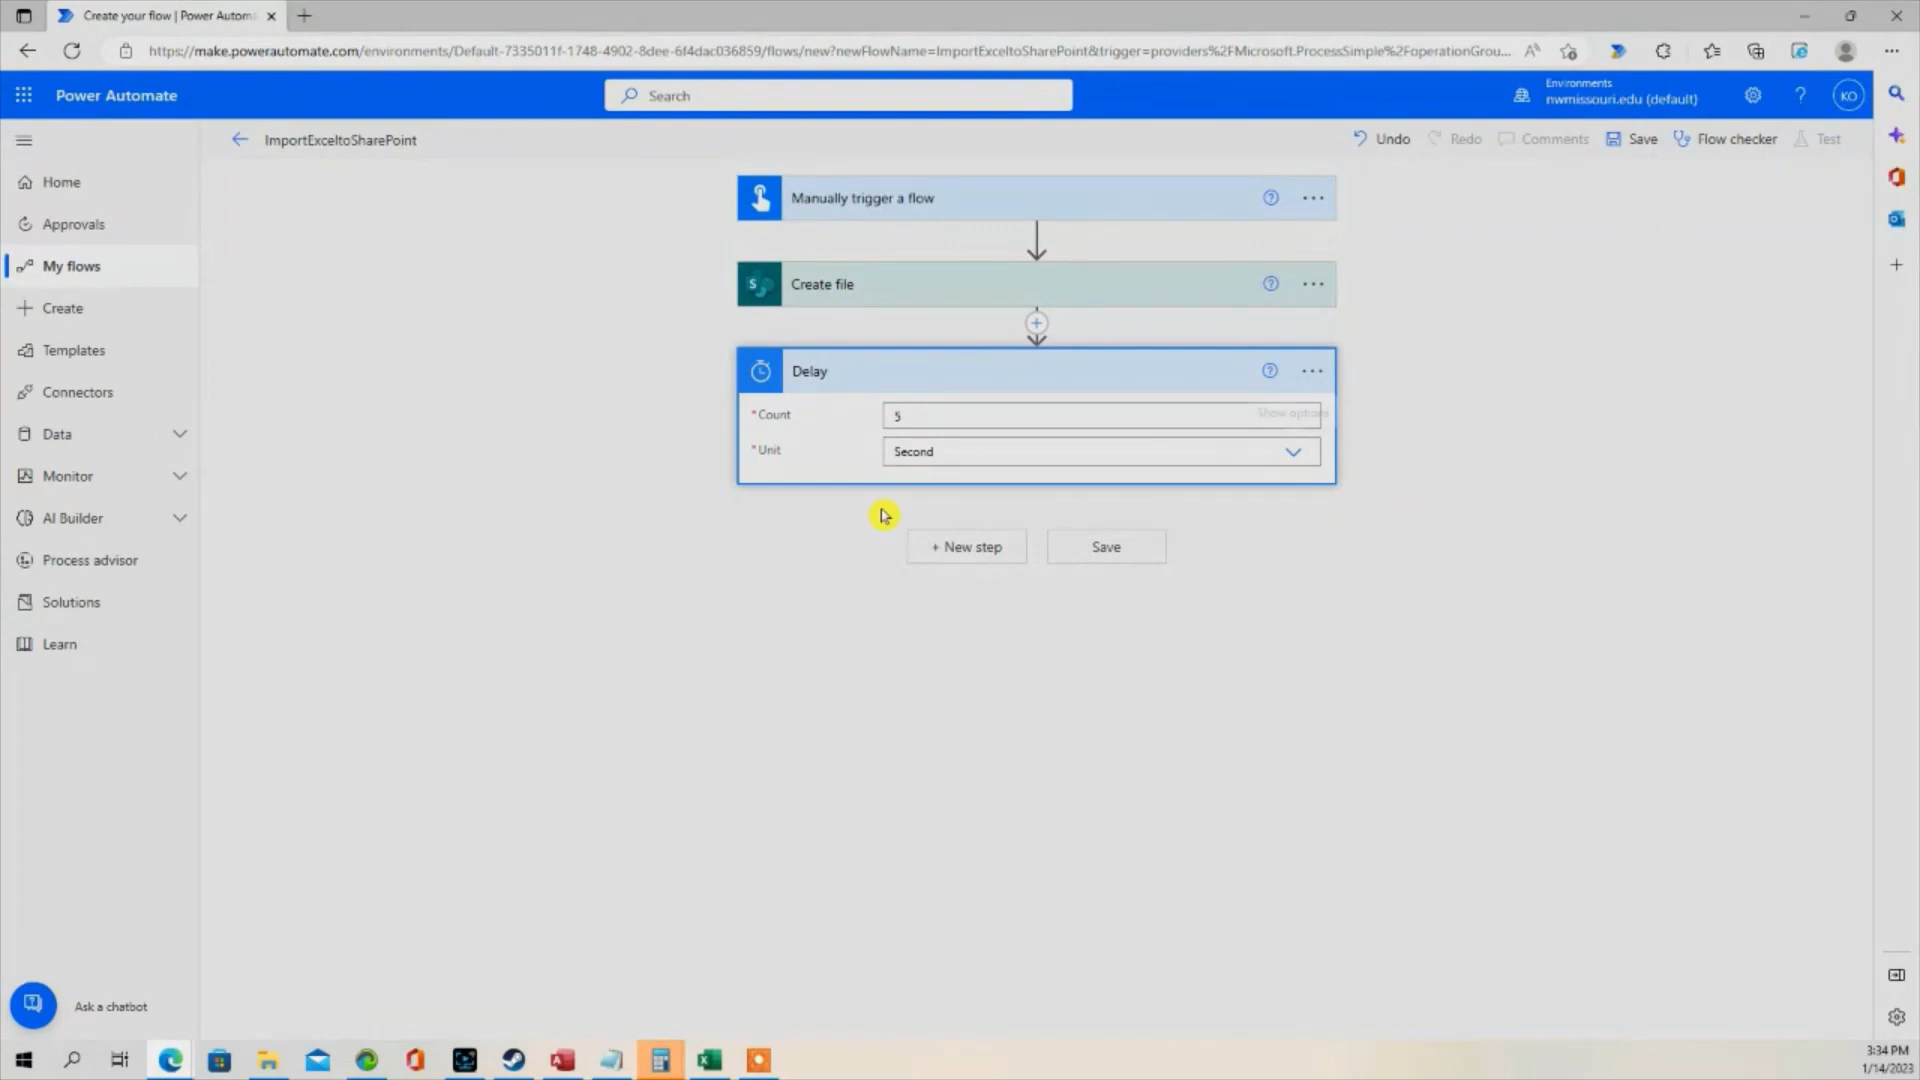 Create your flow | Power Autom
https://make.powerautomate.com/environments/Default-7335011f-1748-4902-8dee-6f4dac036859/flows/new?newFlowName=ImportExceltoSharePoint&trigger=providers%2FMicrosoft.ProcessSimple%2FoperationGrou...
Power Automate
Search
Environments
nwmissouri.edu (default)
?
KO
ImportExceltoSharePoint
Undo
Redo
Comments
Save
Flow checker
Test
Home
Approvals
My flows
Create
Templates
Connectors
Data
Monitor
AI Builder
Process advisor
Solutions
Learn
Manually trigger a flow
Create file
Delay
*Count
5
Show options
*Unit
Second
+ New step
Save
Ask a chatbot
3:34 PM
1/14/2023